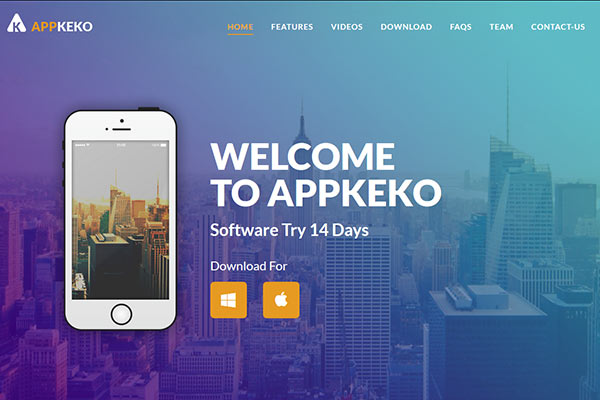 K APPKEKO
HOME FEATURES VIDEOS DOWNLOAD FAQS TEAM CONTACT-US
WELCOME
TO APPKEKO
Software Try 14 Days
Download For